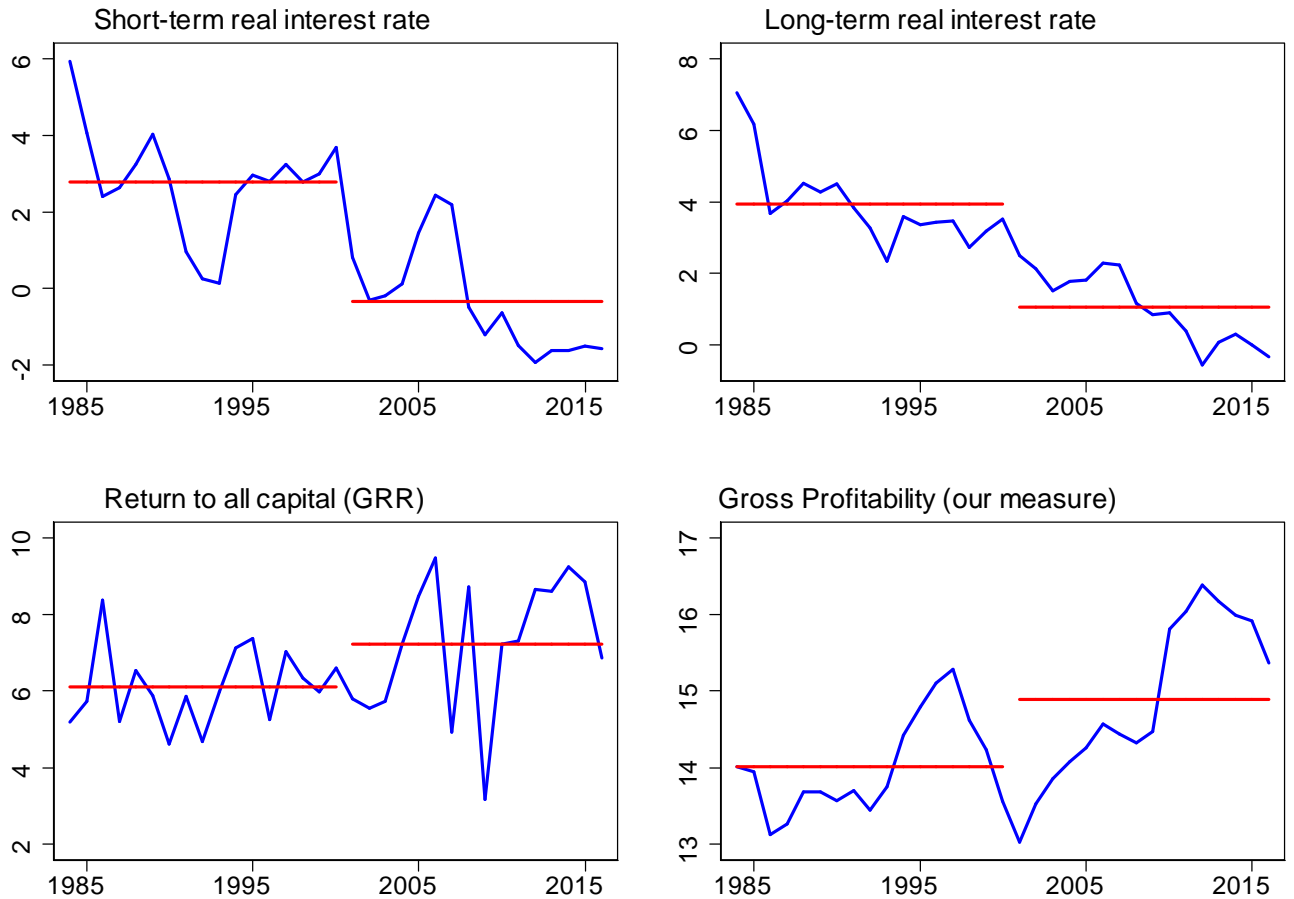 Short-term real interest rate
6
4
2
0
-2
1985 1995 2005 2015
Long-term real interest rate
8
6
4
2
0
1985 1995 2005 2015
Return to all capital (GRR)
10
8
6
4
2
1985 1995 2005 2015
Gross Profitability (our measure)
17
16
15
14
13
1985 1995 2005 2015